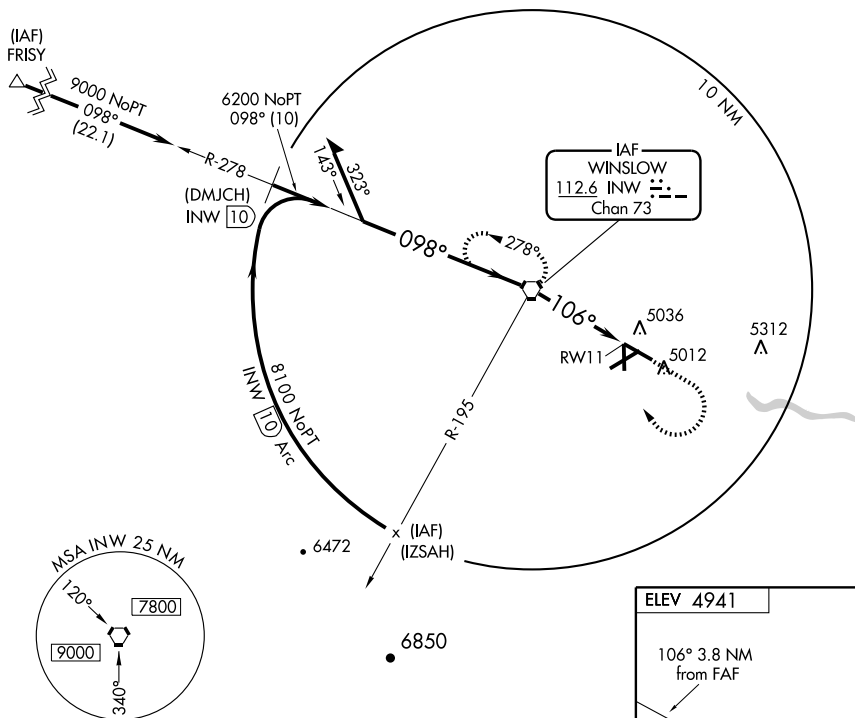 (IAF)
FRISY
9000 NoPT
098°
(22.1)
R-278
6200 NoPT
098° (10)
(DMJCH)
INW 10
143°
323°
10 NM
IAF
WINSLOW
112.6 INW
Chan 73
098°
278°
106°
5036
5312
RW11
5012
8100 NoPT
INW 10 Arc
R-195
(IAF)
(IZSAH)
6472
6850
MSA INW 25 NM
120°
7800
9000
340°
ELEV 4941
106° 3.8 NM
from FAF